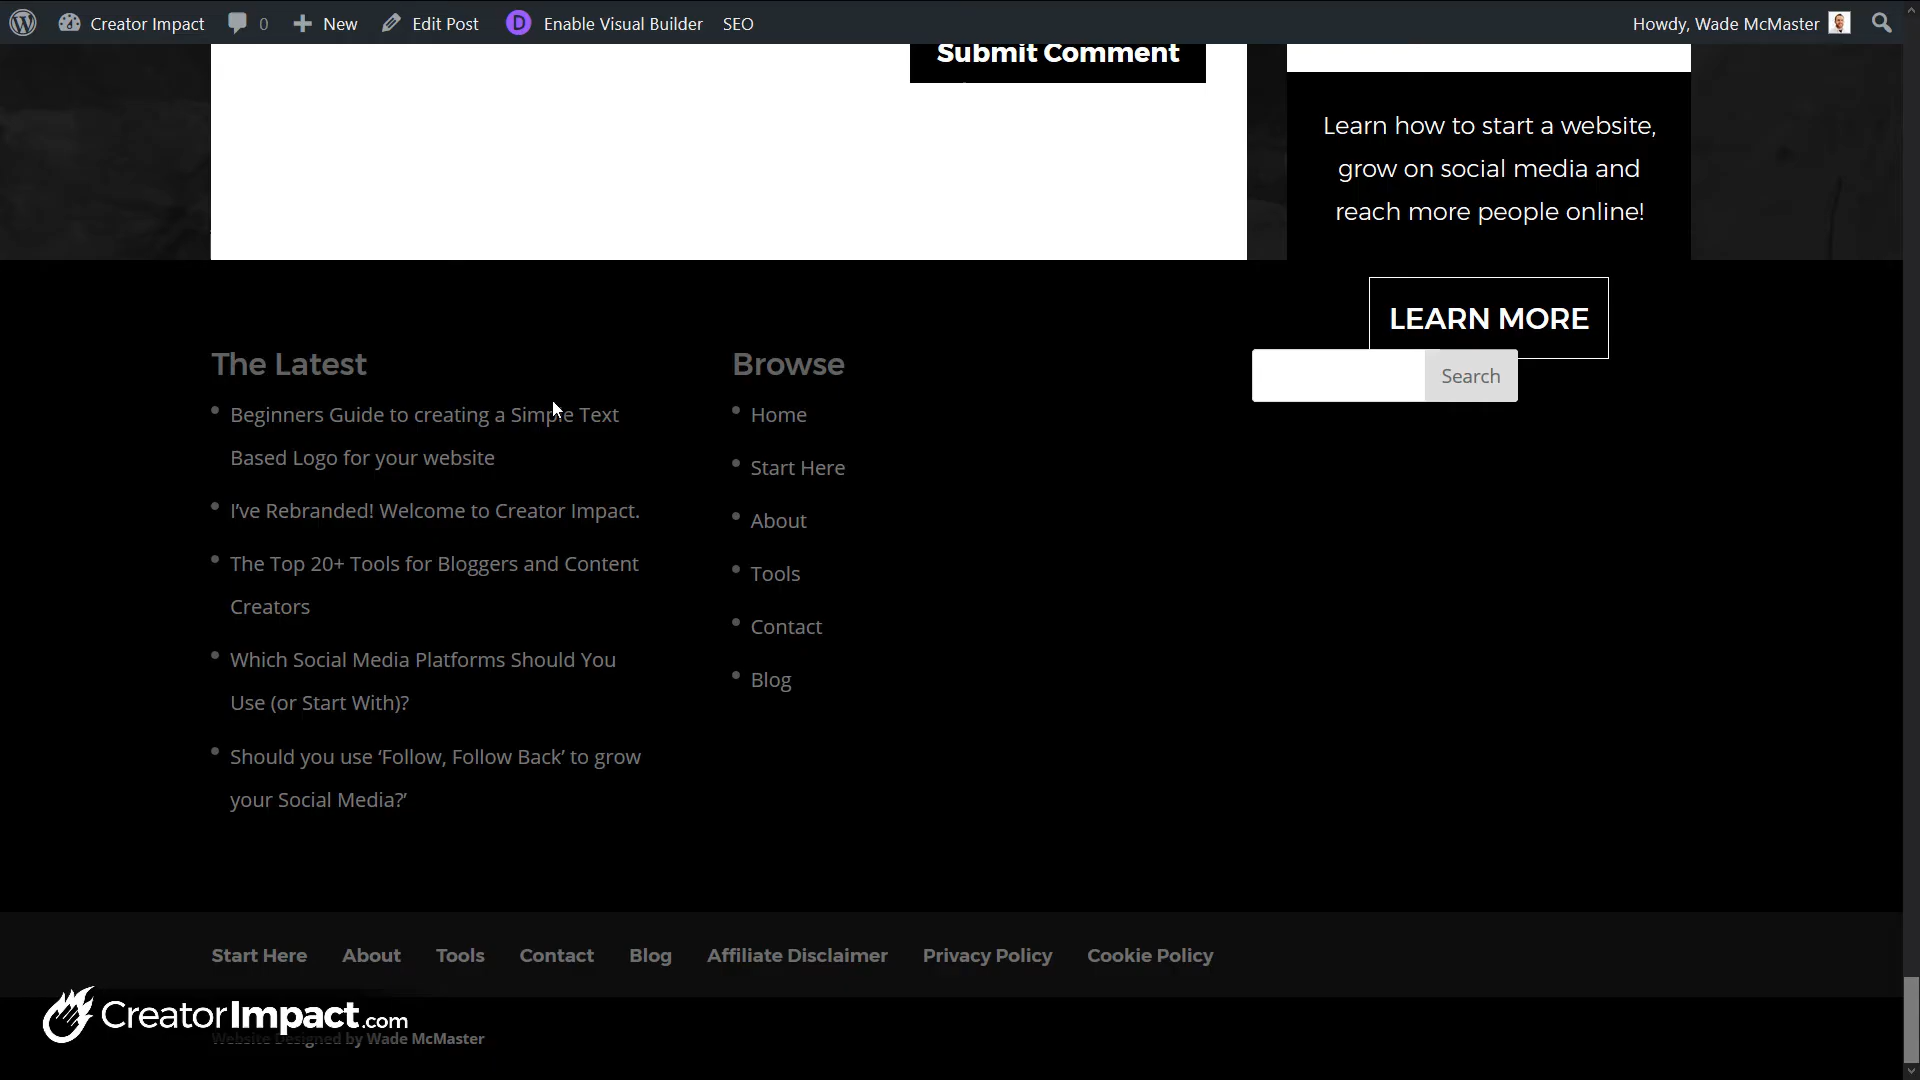 Creator Impact 0 New Edit Post Enable Visual Builder SEO Howdy, Wade McMaster
Submit Comment
Learn how to start a website,
grow on social media and
reach more people online!
LEARN MORE
The Latest
Beginners Guide to creating a Simple Text
Based Logo for your website
I’ve Rebranded! Welcome to Creator Impact.
The Top 20+ Tools for Bloggers and Content
Creators
Which Social Media Platforms Should You
Use (or Start With)?
Should you use ‘Follow, Follow Back’ to grow
your Social Media?’
Browse
Home
Start Here
About
Tools
Contact
Blog
Search
Start Here About Tools Contact Blog Affiliate Disclaimer Privacy Policy Cookie Policy
CreatorImpact.com
Website Designed by Wade McMaster